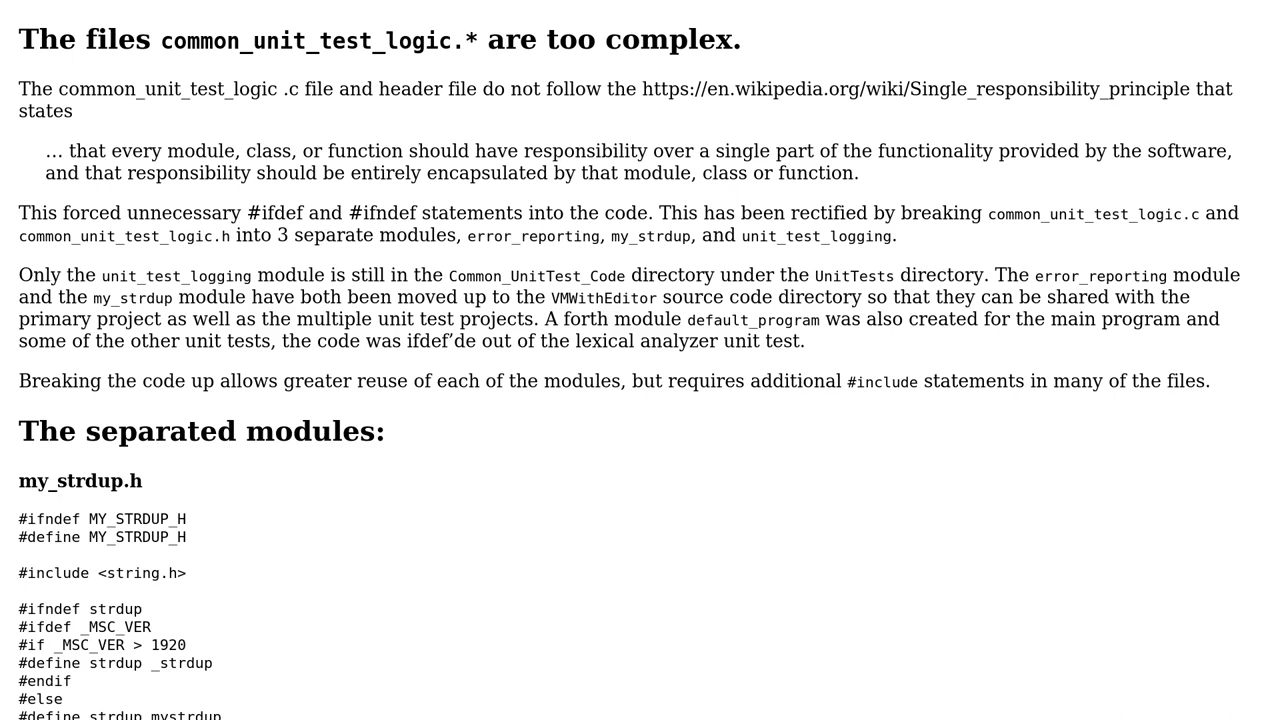 The files common_unit_test_logic.* are too complex.
The common_unit_test_logic .c file and header file do not follow the https://en.wikipedia.org/wiki/Single_responsibility_principle that
states
… that every module, class, or function should have responsibility over a single part of the functionality provided by the software,
and that responsibility should be entirely encapsulated by that module, class or function.
This forced unnecessary #ifdef and #ifndef statements into the code. This has been rectified by breaking common_unit_test_logic.c and
common_unit_test_logic.h into 3 separate modules, error_reporting, my_strdup, and unit_test_logging.
Only the unit_test_logging module is still in the Common_UnitTest_Code directory under the UnitTests directory. The error_reporting module
and the my_strdup module have both been moved up to the VMWithEditor source code directory so that they can be shared with the
primary project as well as the multiple unit test projects. A forth module default_program was also created for the main program and
some of the other unit tests, the code was ifdef’de out of the lexical analyzer unit test.
Breaking the code up allows greater reuse of each of the modules, but requires additional #include statements in many of the files.
The separated modules:
my_strdup.h
#ifndef MY_STRDUP_H
#define MY_STRDUP_H
#include <string.h>
#ifndef strdup
#ifdef _MSC_VER
#if _MSC_VER > 1920
#define strdup _strdup
#endif
#else
#define strdup mystrdup